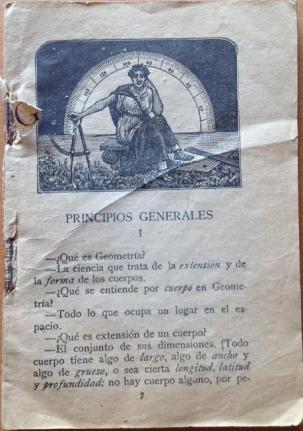 PRINCIPIOS GENERALES
I
—¿Qué es Geometría?
—La ciencia que trata de la extensión y de
la forma de los cuerpos.
—¿Qué se entiende por cuerpo en Geome-
tría?
—Todo lo que ocupa un lugar en el es-
pacio.
—¿Qué es extensión de un cuerpo?
—El conjunto de sus dimensiones. [Todo
cuerpo tiene algo de largo, algo de ancho y
algo de grueso, o sea cierta longitud, latitud
y profundidad; no hay cuerpo alguno, por pe-
7